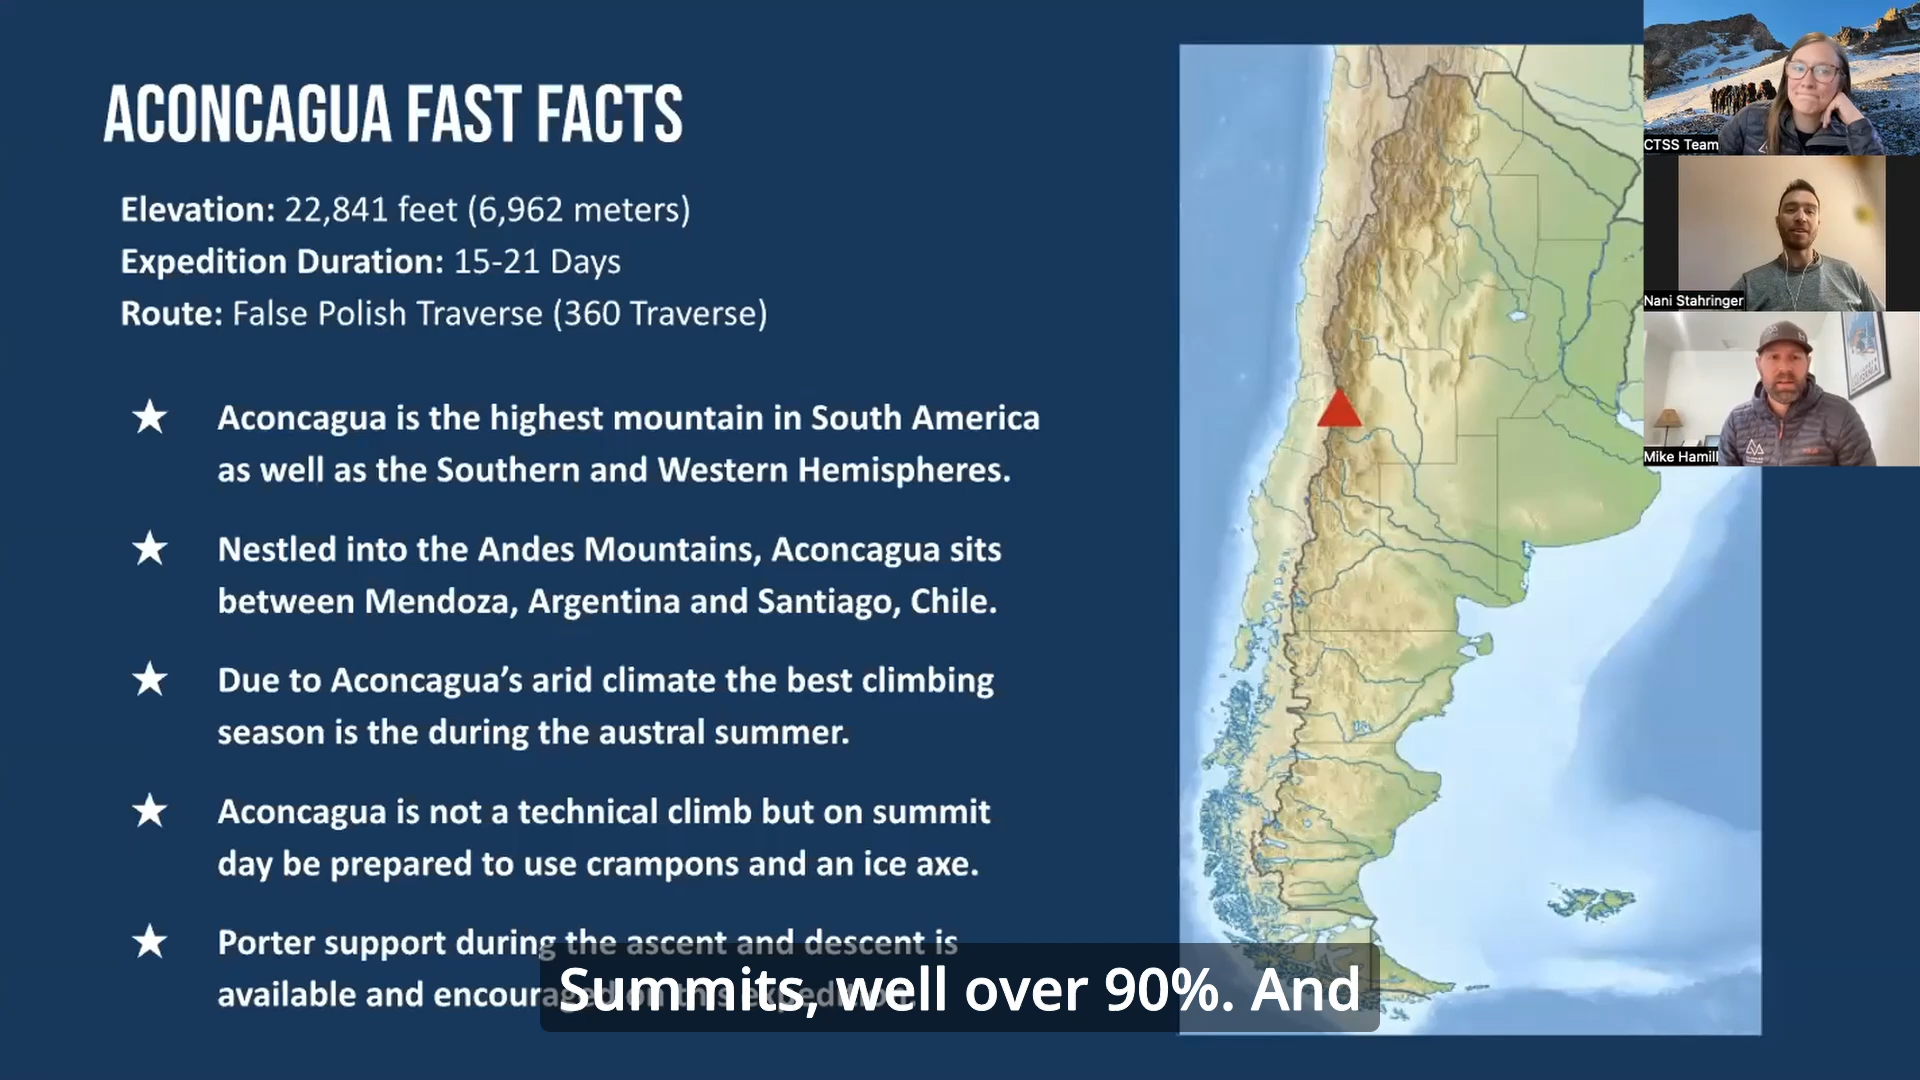 ACONCAGUA FAST FACTS
Elevation: 22,841 feet (6,962 meters)
Expedition Duration: 15-21 Days
Route: False Polish Traverse (360 Traverse)
★ Aconcagua is the highest mountain in South America
as well as the Southern and Western Hemispheres.
★ Nestled into the Andes Mountains, Aconcagua sits
between Mendoza, Argentina and Santiago, Chile.
★ Due to Aconcagua’s arid climate the best climbing
season is the during the austral summer.
★ Aconcagua is not a technical climb but on summit
day be prepared to use crampons and an ice axe.
★ Porter support during the ascent and descent is
available and encouraged on this expedition.
Summits, well over 90%. And
CTSS Team
Nani Stahringer
Mike Hamill